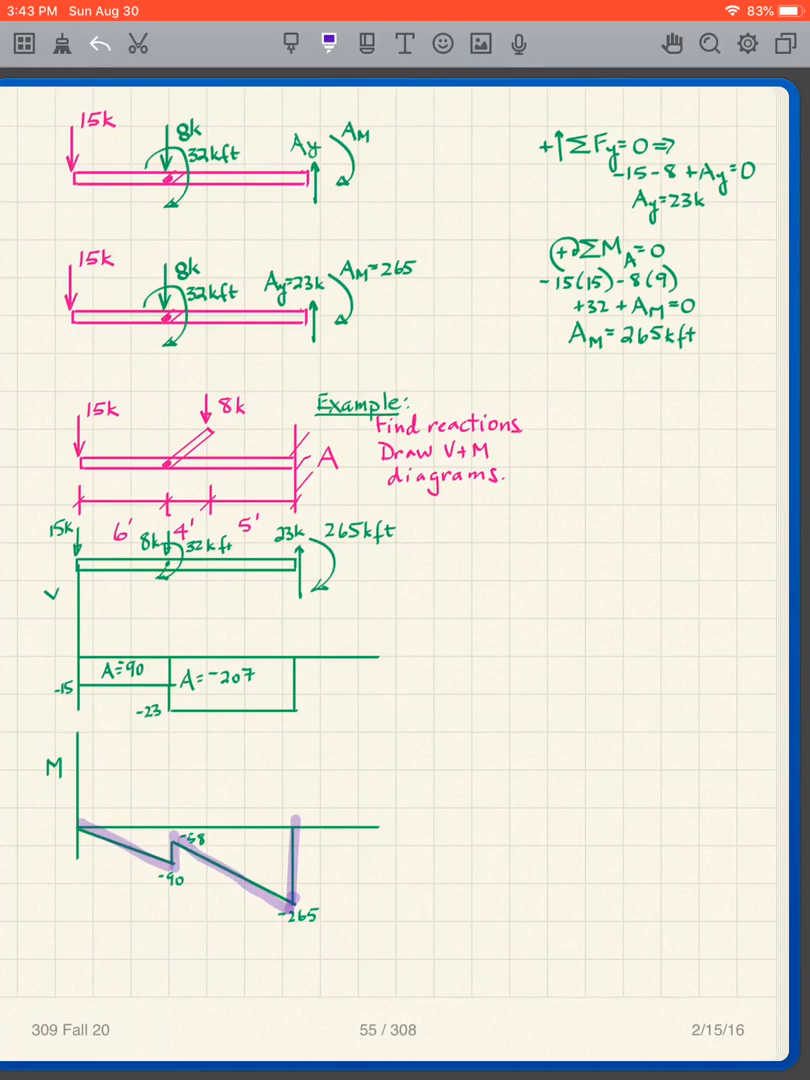 3:43 PM Sun Aug 30
83%
15k
8k
32kft
Ay
AM
+↑ΣFy=0⇒
-15-8+Ay=0
Ay=23k
15k
8k
32kft
Ay=23k
AM=265
+ΣMA=0
-15(15)-8(9)
+32+AM=0
AM=265kft
15k
8k
A
Example:
Find reactions
Draw V+M
diagrams.
6' 4' 5'
15k
8k
32kft
23k
265kft
V
A=-90
A=-207
-15
-23
M
-58
-90
-265
309 Fall 20
55 / 308
2/15/16